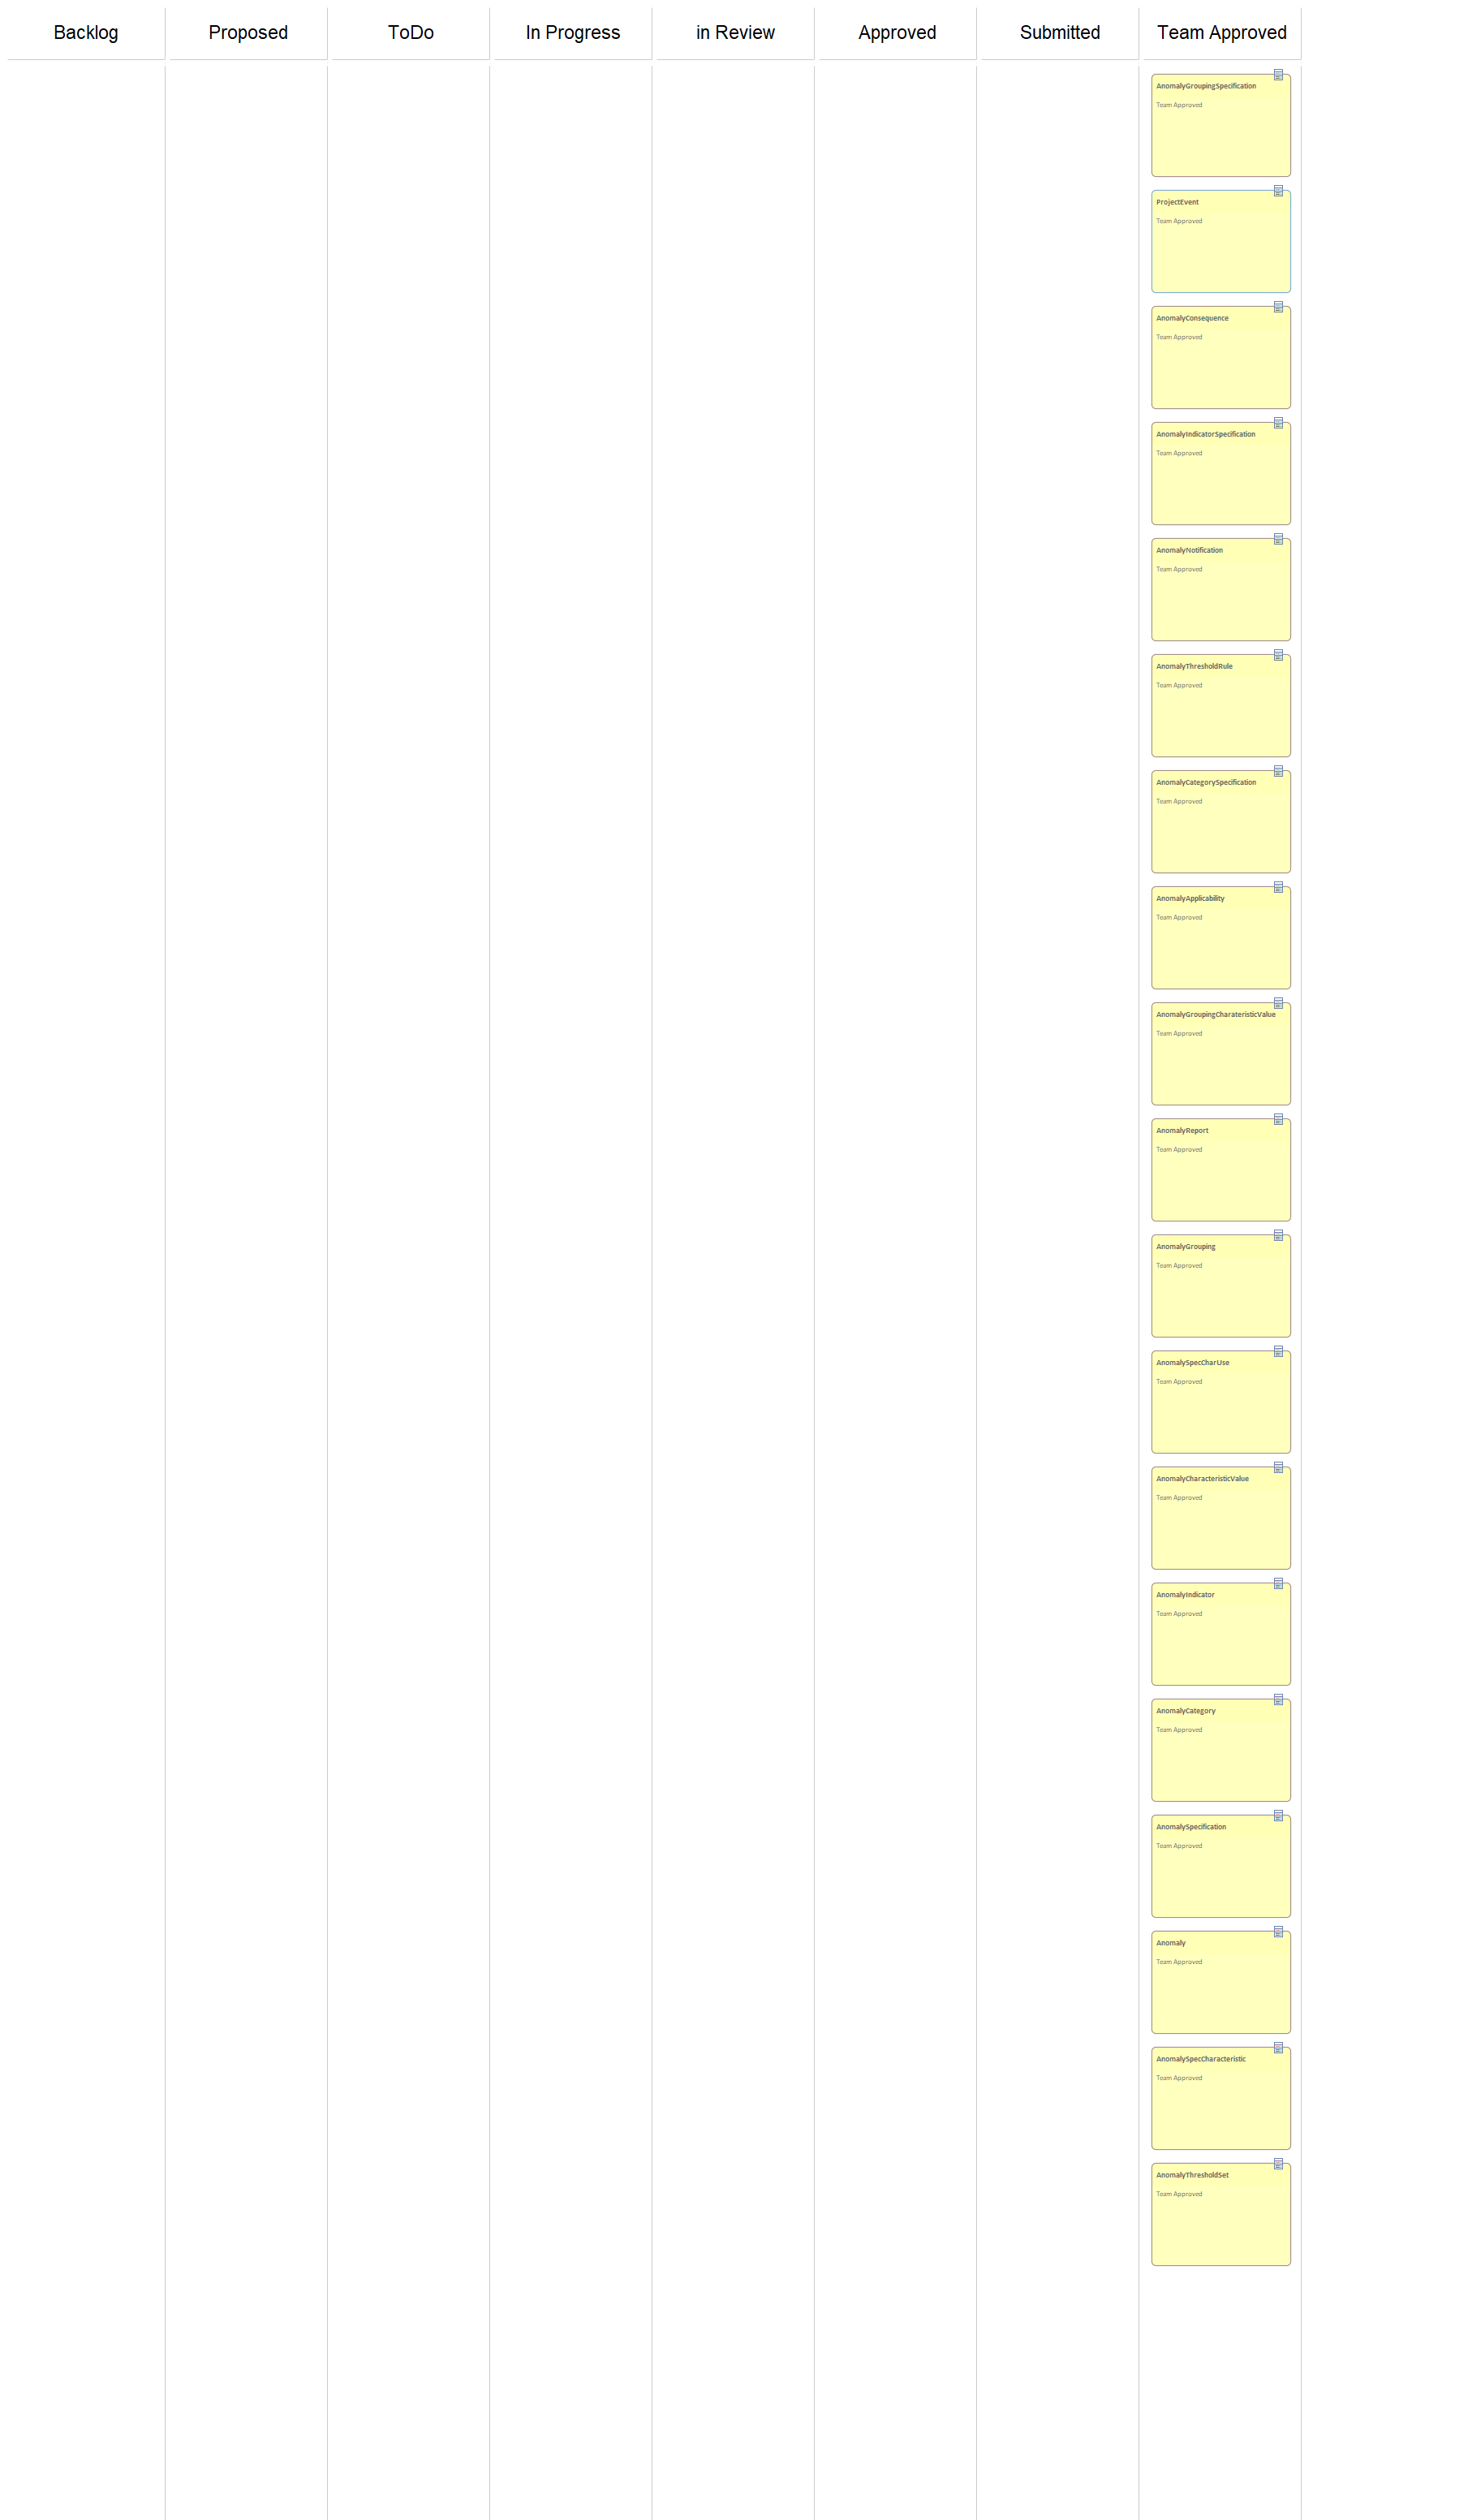 Backlog
Proposed
ToDo
In Progress
in Review
Approved
Submitted
Team Approved
AnomalyGroupingSpecification
Team Approved
ProjectEvent
Team Approved
AnomalyConsequence
Team Approved
AnomalyIndicatorSpecification
Team Approved
AnomalyNotification
Team Approved
AnomalyThresholdRule
Team Approved
AnomalyCategorySpecification
Team Approved
AnomalyApplicability
Team Approved
AnomalyGroupingCharateristicValue
Team Approved
AnomalyReport
Team Approved
AnomalyGrouping
Team Approved
AnomalySpecCharUse
Team Approved
AnomalyCharacteristicValue
Team Approved
AnomalyIndicator
Team Approved
AnomalyCategory
Team Approved
AnomalySpecification
Team Approved
Anomaly
Team Approved
AnomalySpecCharacteristic
Team Approved
AnomalyThresholdSet
Team Approved